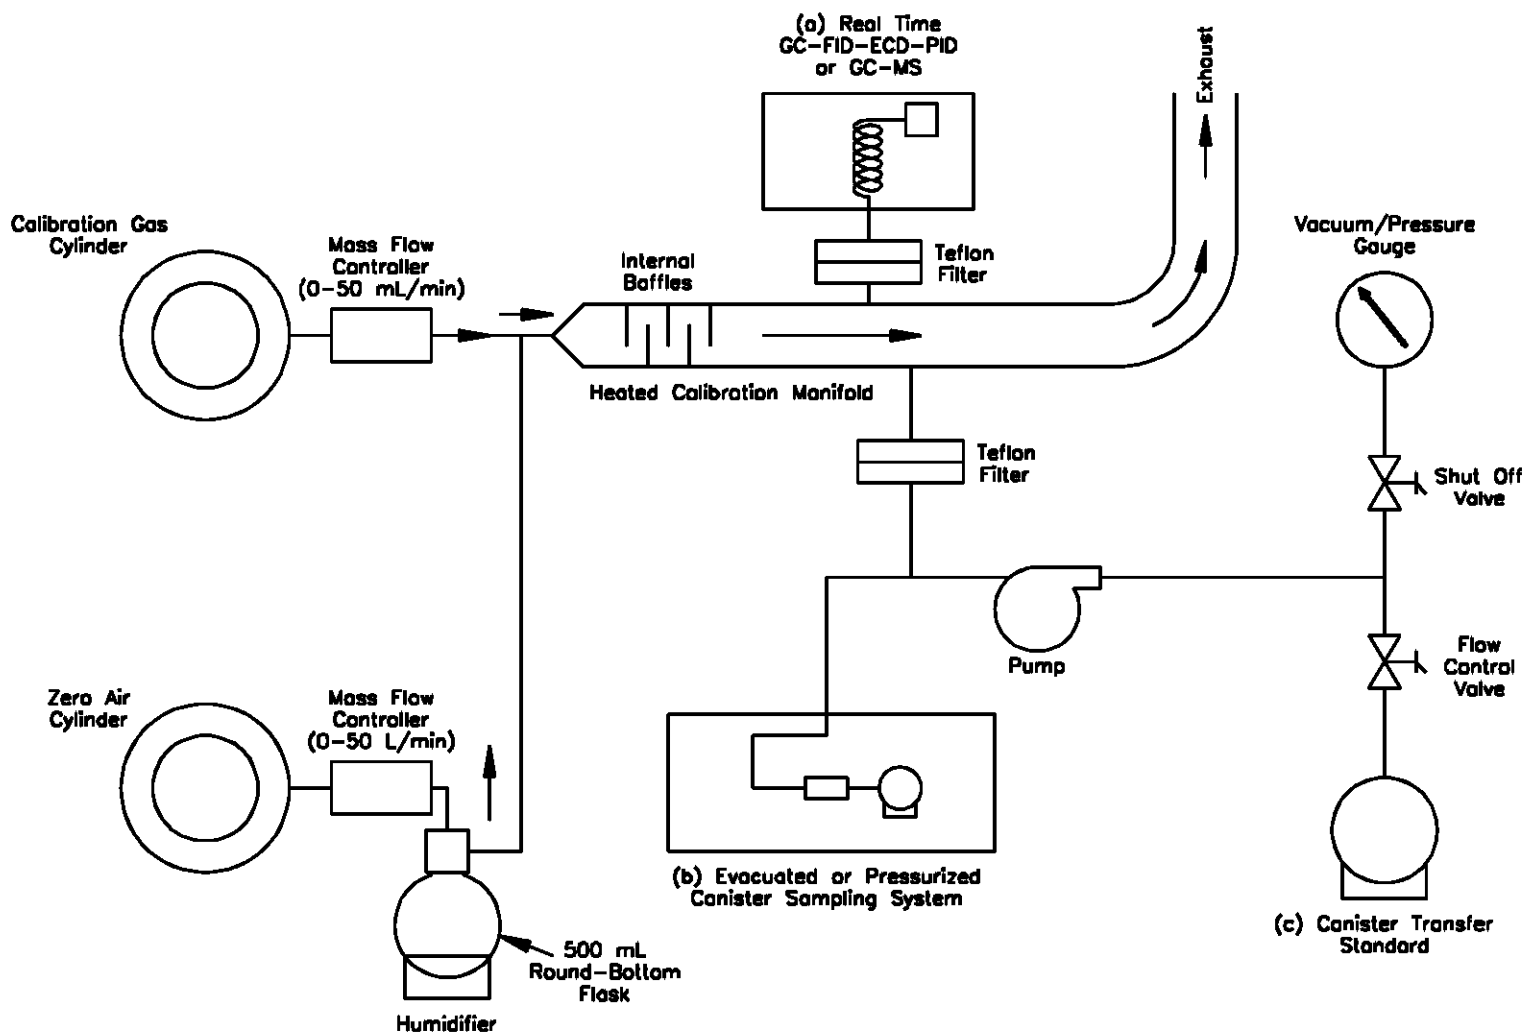 (a) Real Time
GC-FID-ECD-PID
or GC-MS
Exhaust
Calibration Gas
Cylinder
Mass Flow
Controller
(0-50 mL/min)
Internal
Baffles
Teflon
Filter
Vacuum/Pressure
Gauge
Heated Calibration Manifold
Teflon
Filter
Shut Off
Valve
Pump
Flow
Control
Valve
Zero Air
Cylinder
Mass Flow
Controller
(0-50 L/min)
(b) Evacuated or Pressurized
Canister Sampling System
(c) Canister Transfer
Standard
500 mL
Round-Bottom
Flask
Humidifier